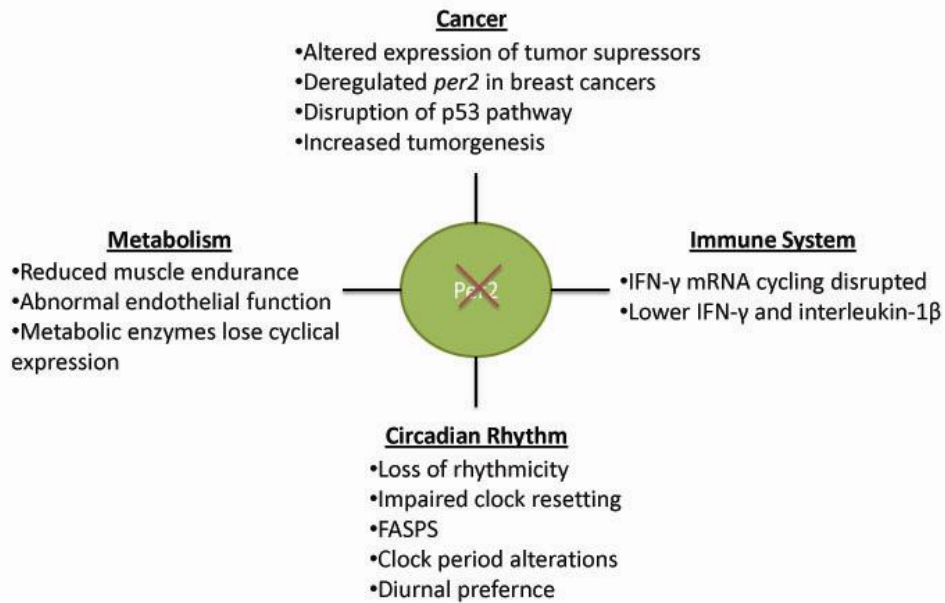 Cancer
•Altered expression of tumor supressors
•Deregulated per2 in breast cancers
•Disruption of p53 pathway
•Increased tumorgenesis
Metabolism
•Reduced muscle endurance
•Abnormal endothelial function
•Metabolic enzymes lose cyclical
expression
Per2
Immune System
•IFN-γ mRNA cycling disrupted
•Lower IFN-γ and interleukin-1β
Circadian Rhythm
•Loss of rhythmicity
•Impaired clock resetting
•FASPS
•Clock period alterations
•Diurnal prefernce